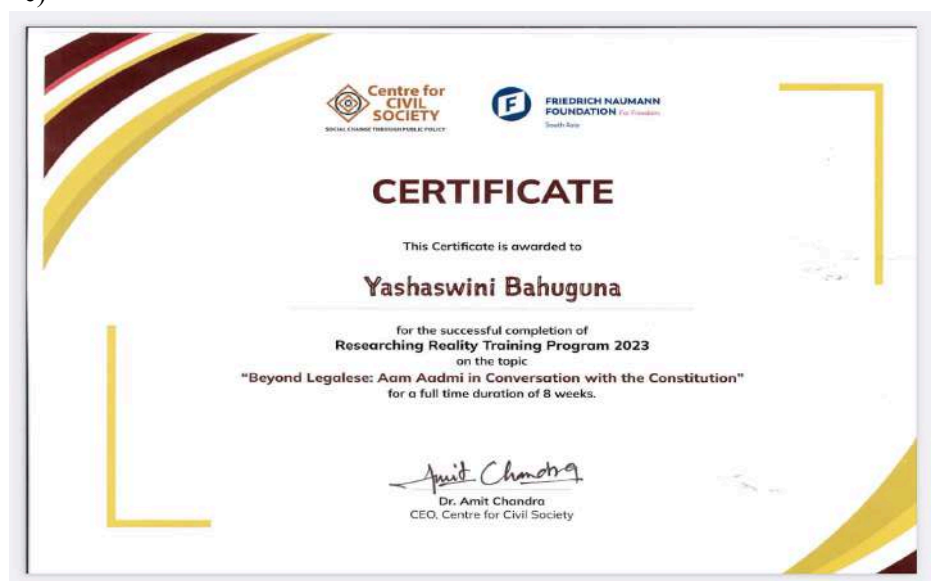 c)
Centre for
CIVIL
SOCIETY
SOCIAL CHANGE THROUGH PUBLIC POLICY
F
FRIEDRICH NAUMANN
FOUNDATION For Freedom.
South Asia
CERTIFICATE
This Certificate is awarded to
Yashaswini Bahuguna
for the successful completion of
Researching Reality Training Program 2023
on the topic
"Beyond Legalese: Aam Aadmi in Conversation with the Constitution"
for a full time duration of 8 weeks.
Amit Chandra
Dr. Amit Chandra
CEO, Centre for Civil Society